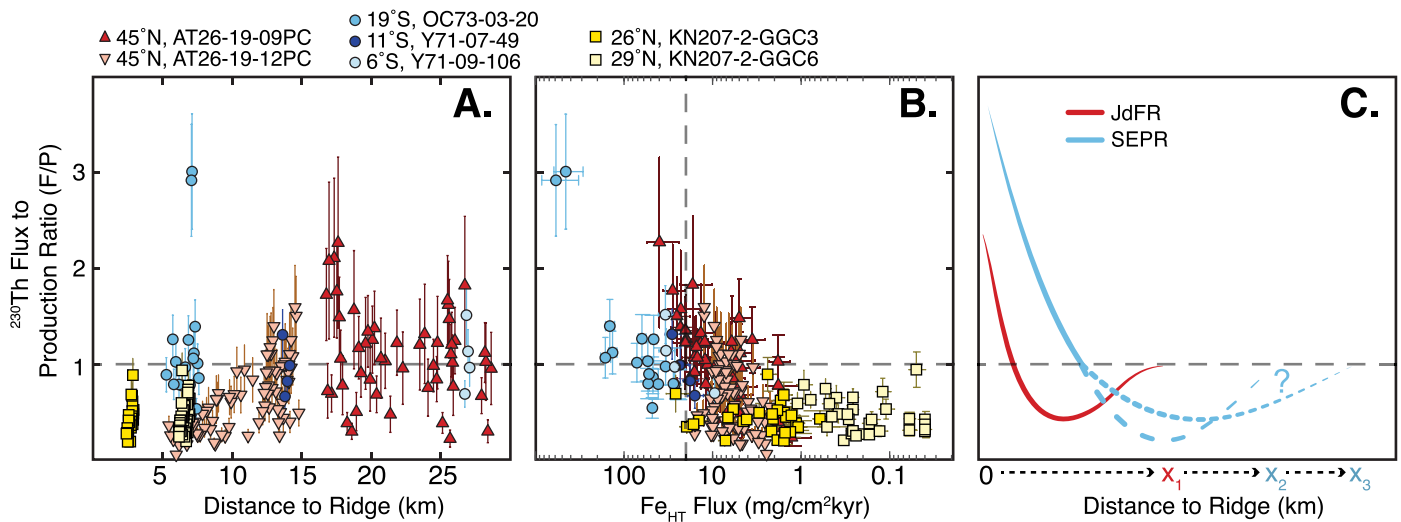 45°N, AT26-19-09PC
45°N, AT26-19-12PC
19°S, OC73-03-20
11°S, Y71-07-49
6°S, Y71-09-106
26°N, KN207-2-GGC3
29°N, KN207-2-GGC6
²³⁰Th Flux to
Production Ratio (F/P)
A.
3
2
1
5 10 15 20 25 30
Distance to Ridge (km)
B.
100 10 1 0.1
Fe_HT Flux (mg/cm²kyr)
C.
JdFR
SEPR
?
0 x₁ x₂ x₃
Distance to Ridge (km)